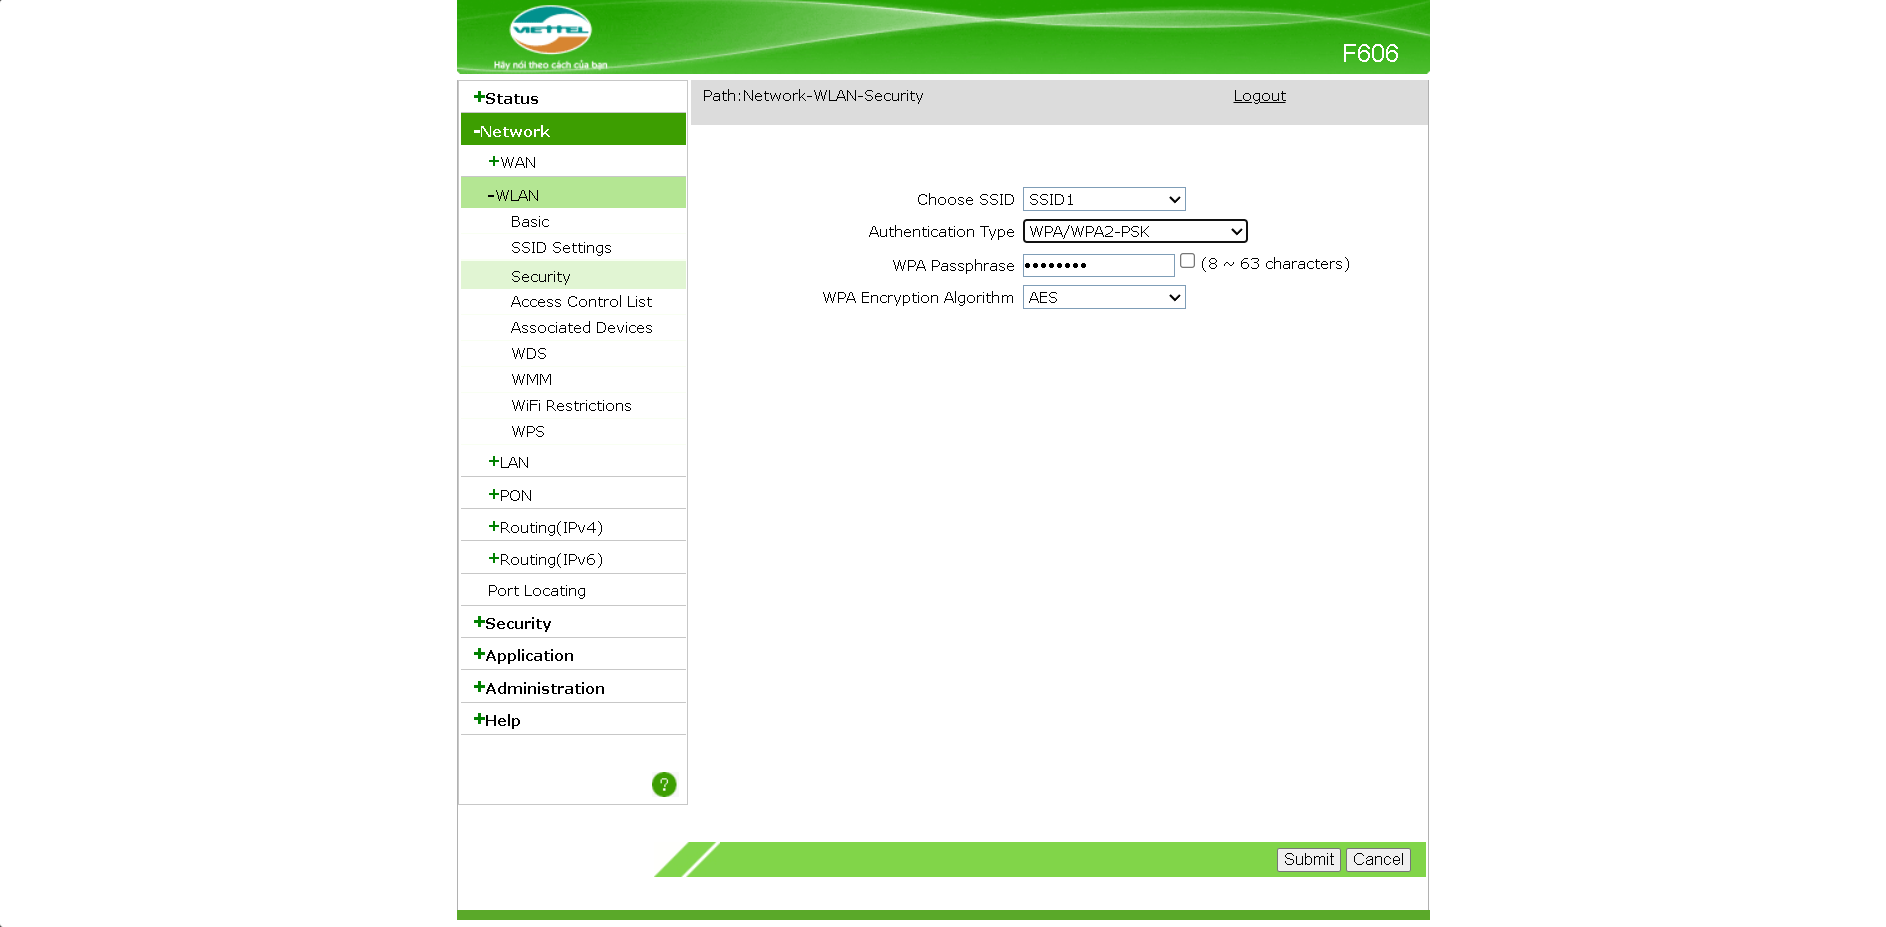 VIETTEL
Hãy nói theo cách của bạn
F606
+Status
-Network
+WAN
-WLAN
Basic
SSID Settings
Security
Access Control List
Associated Devices
WDS
WMM
WiFi Restrictions
WPS
+LAN
+PON
+Routing(IPv4)
+Routing(IPv6)
Port Locating
+Security
+Application
+Administration
+Help
?
Path:Network-WLAN-Security Logout
Choose SSID SSID1
Authentication Type WPA/WPA2-PSK
WPA Passphrase •••••••• (8 ~ 63 characters)
WPA Encryption Algorithm AES
Submit Cancel